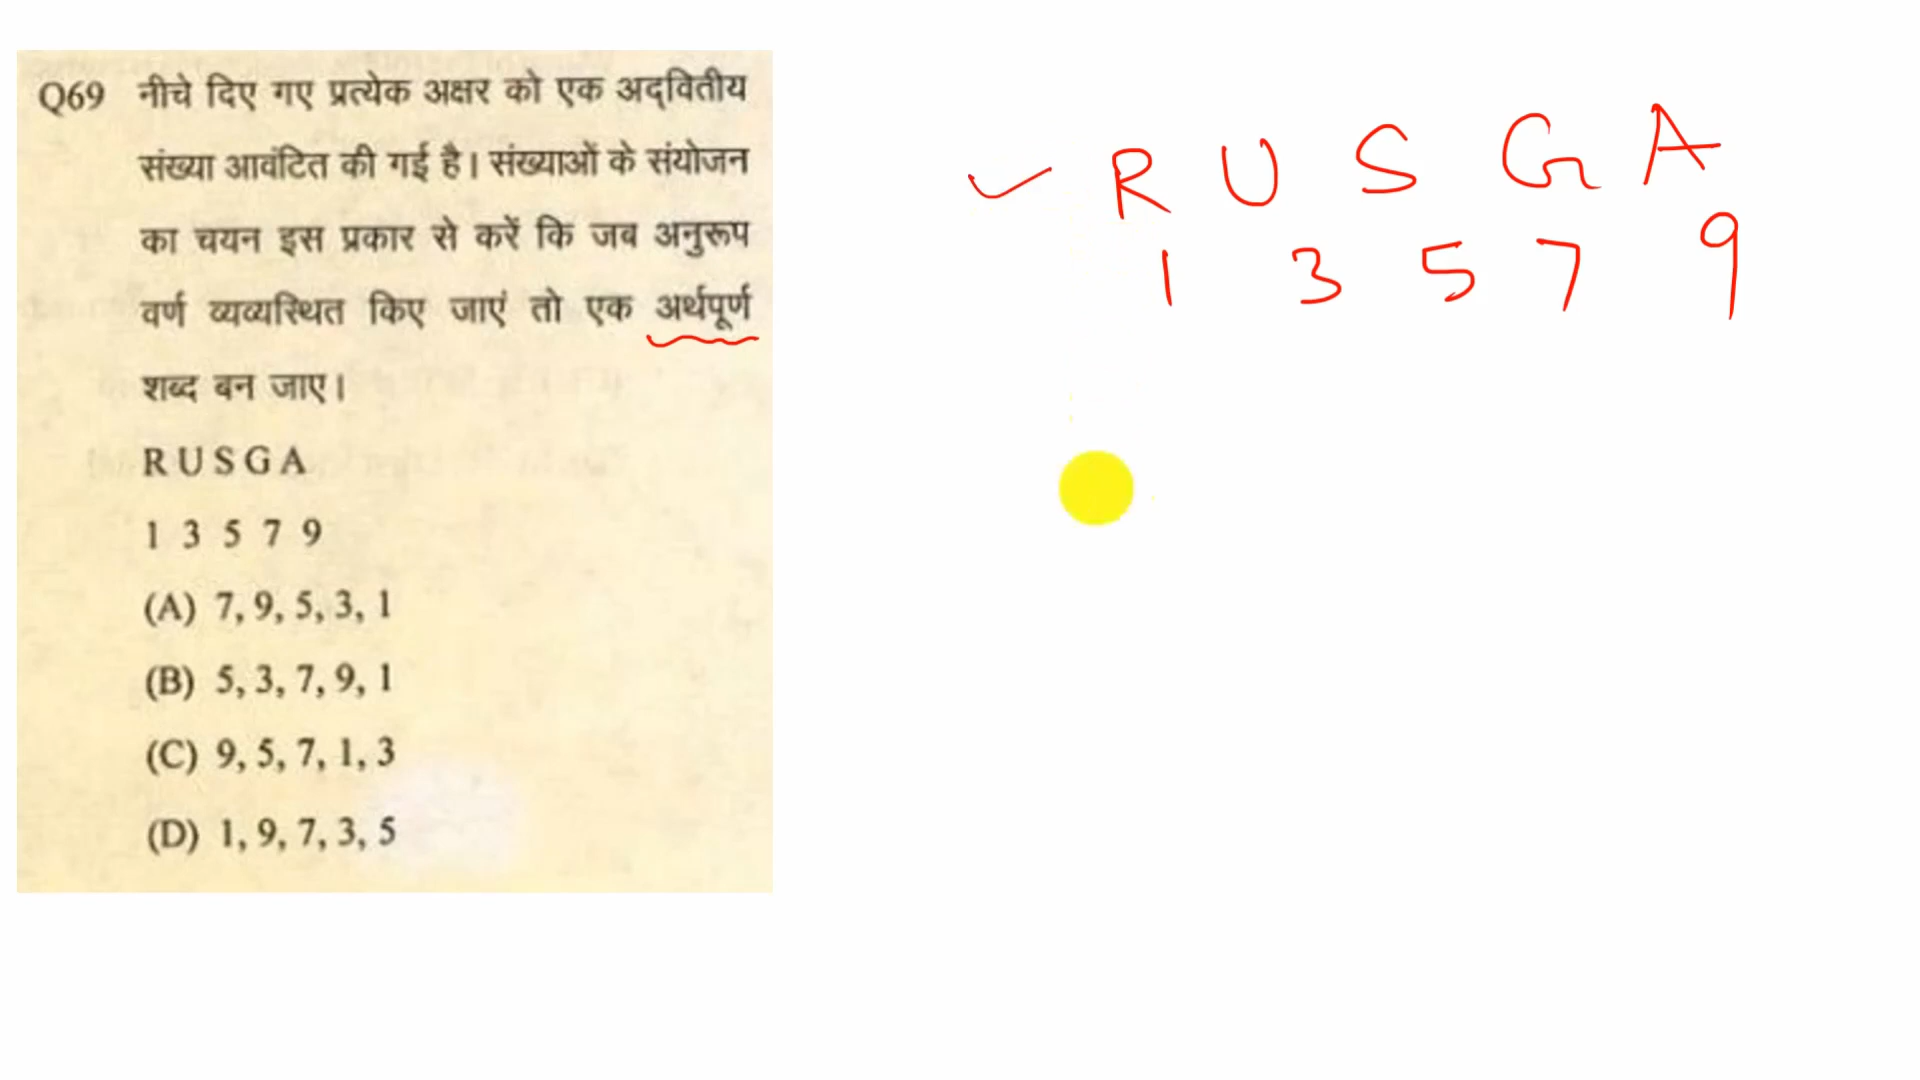 Q69 नीचे दिए गए प्रत्येक अक्षर को एक अद्वितीय
संख्या आवंटित की गई है। संख्याओं के संयोजन
का चयन इस प्रकार से करें कि जब अनुरूप
वर्ण व्यव्यस्थित किए जाएं तो एक अर्थपूर्ण
शब्द बन जाए।
R U S G A
1 3 5 7 9
(A) 7, 9, 5, 3, 1
(B) 5, 3, 7, 9, 1
(C) 9, 5, 7, 1, 3
(D) 1, 9, 7, 3, 5
R U S G A
1 3 5 7 9